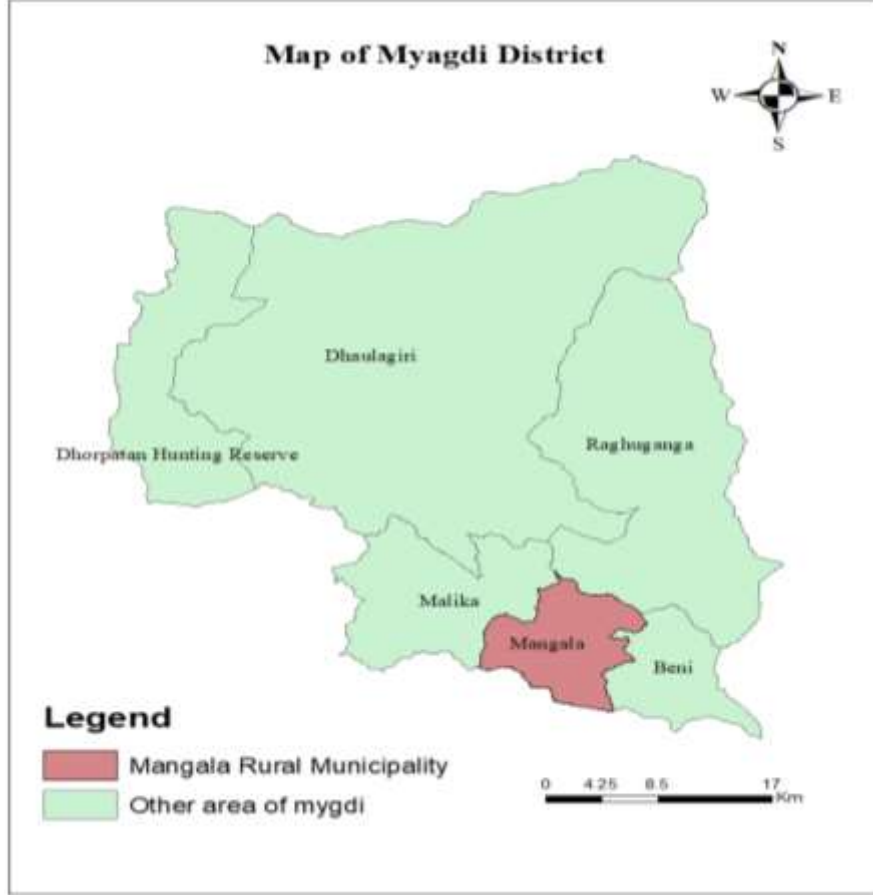 Map of Myagdi District
N
W E
S
Dhaulagiri
Raghuganga
Dhorpatan Hunting Reserve
Malika
Mangala
Beni
Legend
Mangala Rural Municipality
Other area of mygdi
0 4.25 8.5 17
Km